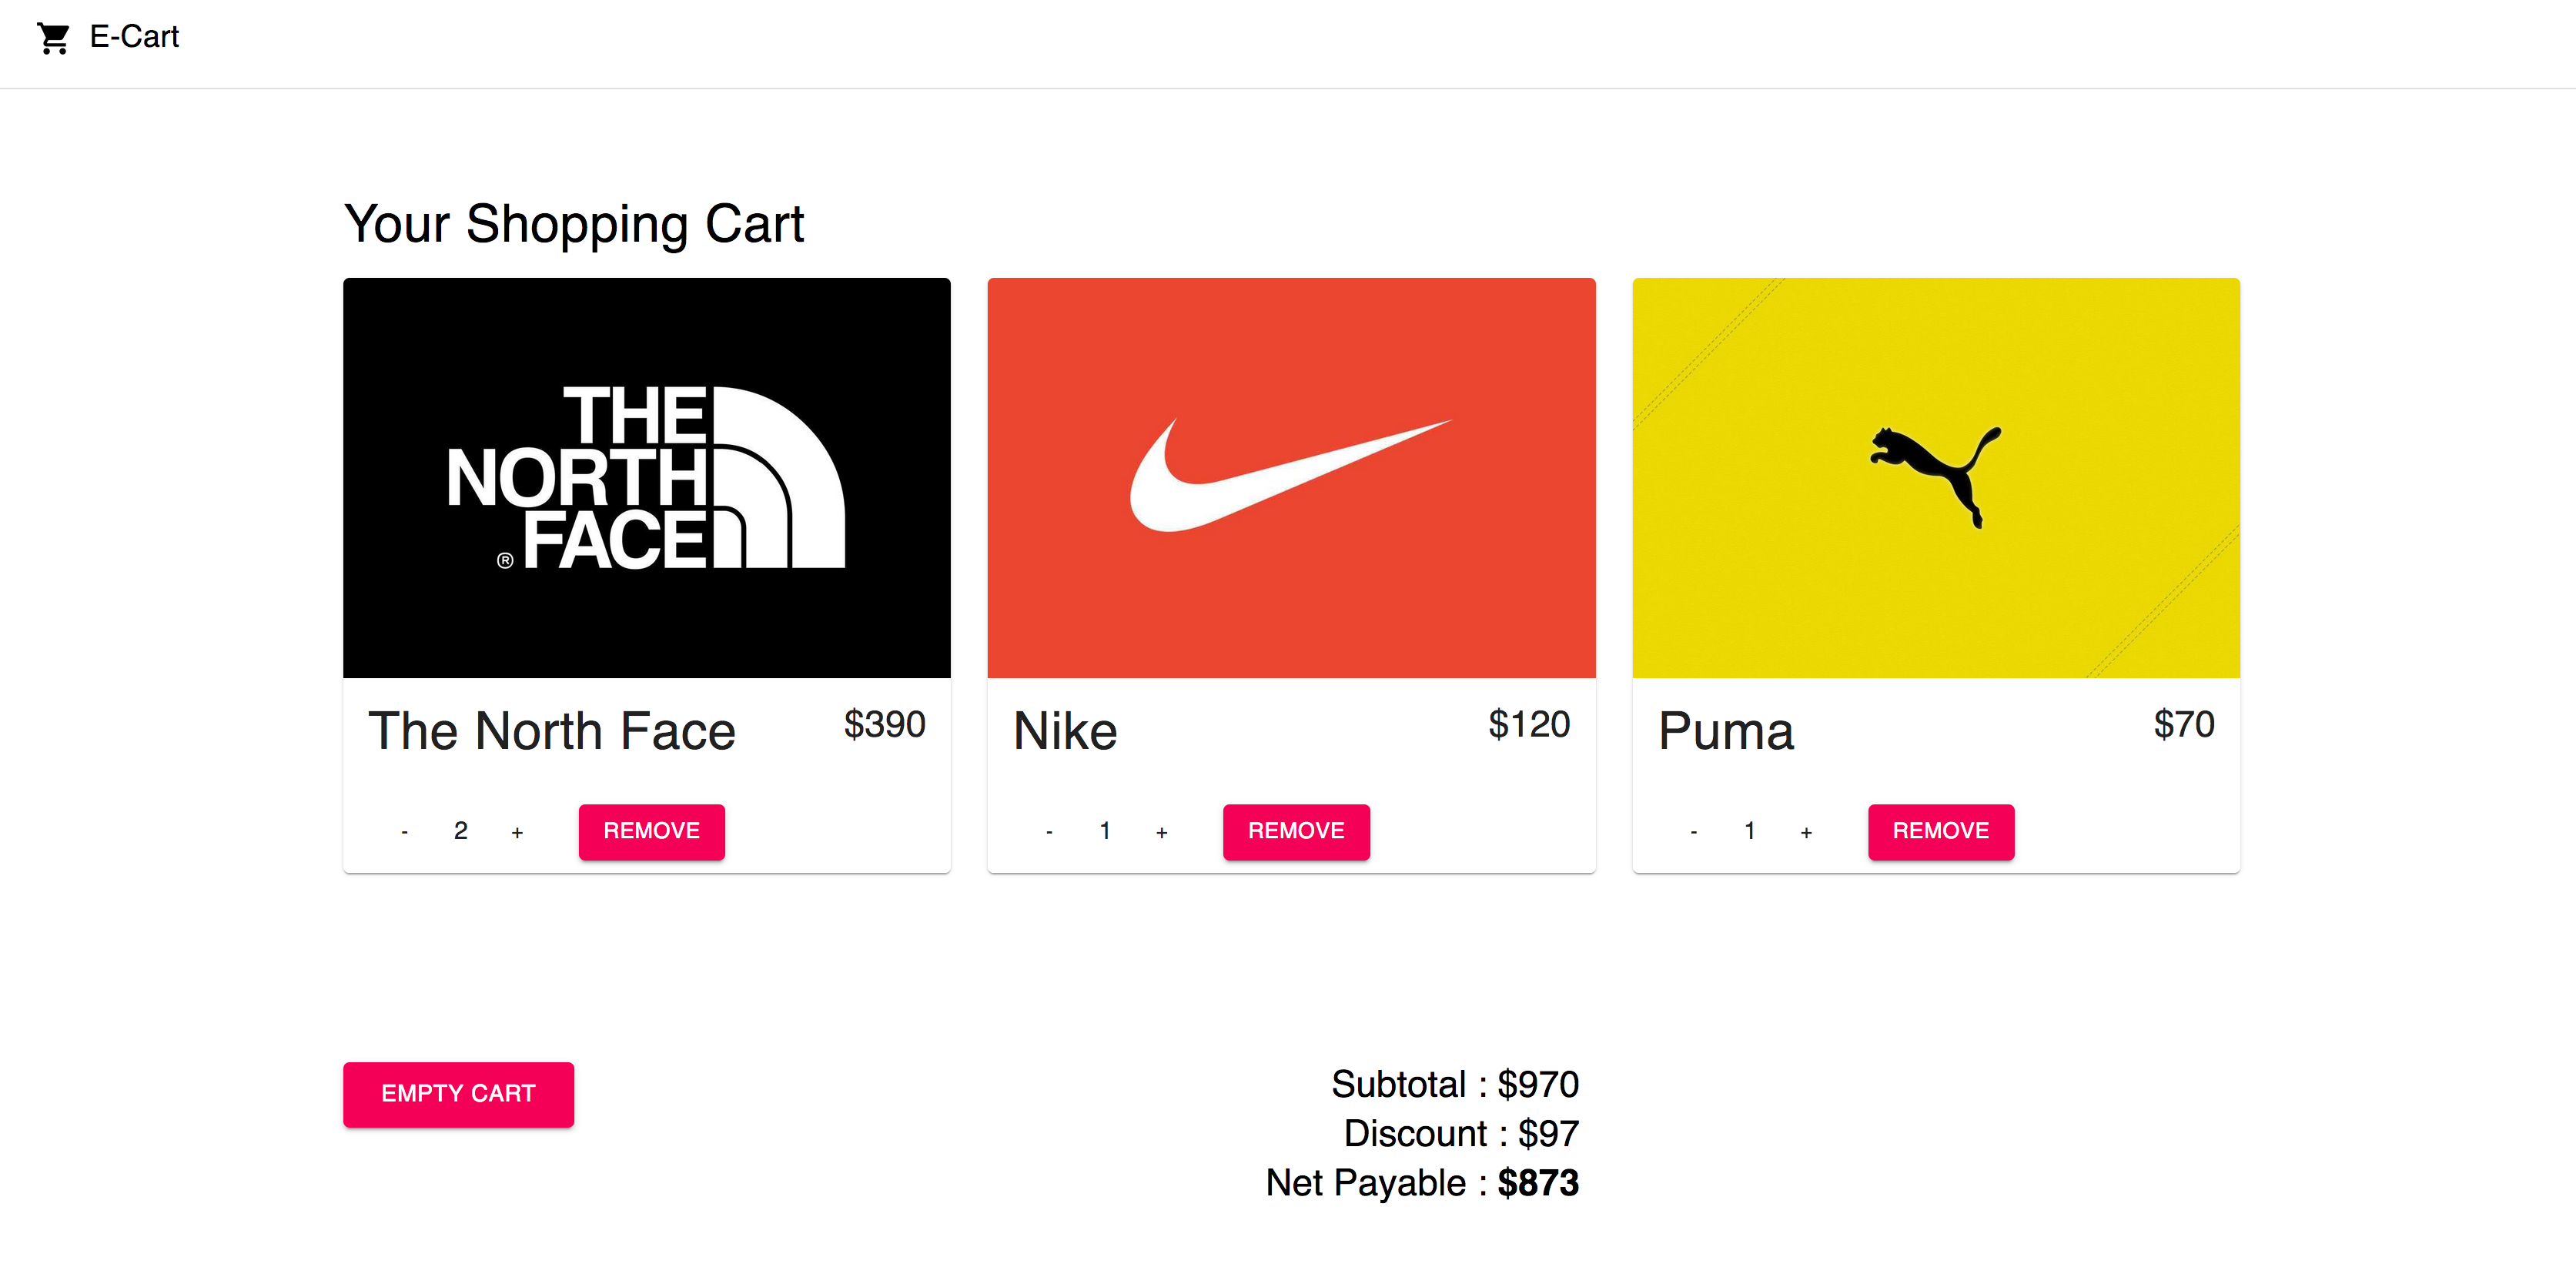 E-Cart
Your Shopping Cart
THE
NORTH
FACE
®
The North Face $390
- 2 + REMOVE
Nike $120
- 1 + REMOVE
Puma $70
- 1 + REMOVE
EMPTY CART
Subtotal : $970
Discount : $97
Net Payable : $873